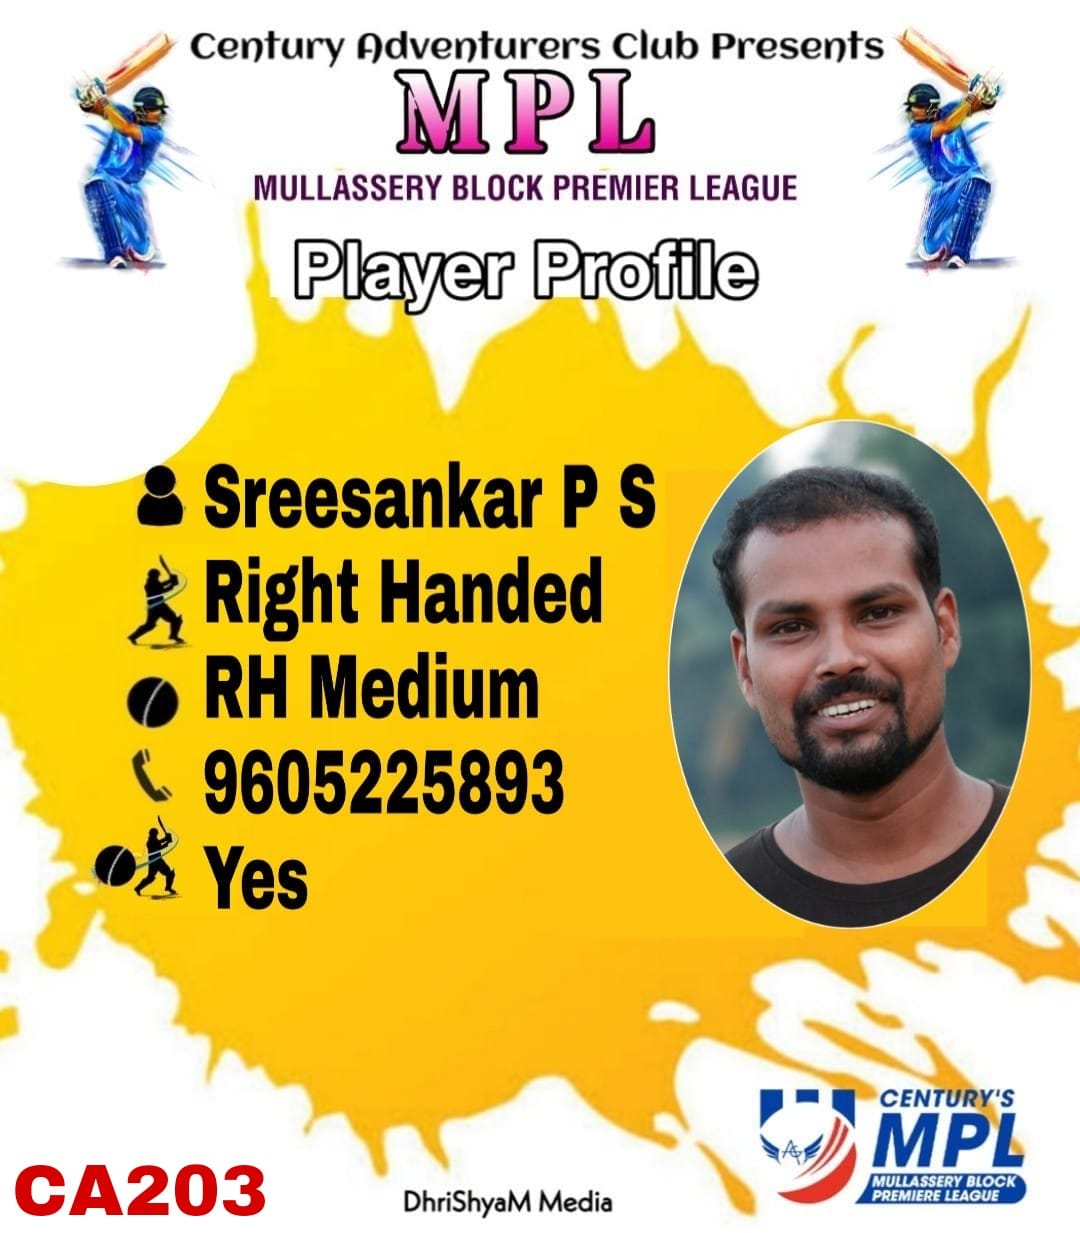 Century Adventurers Club Presents
MPL
MULLASSERY BLOCK PREMIER LEAGUE
Player Profile
Sreesankar P S
Right Handed
RH Medium
9605225893
Yes
CENTURY'S
MPL
MULLASSERY BLOCK
PREMIERE LEAGUE
CA203
DhriShyaM Media